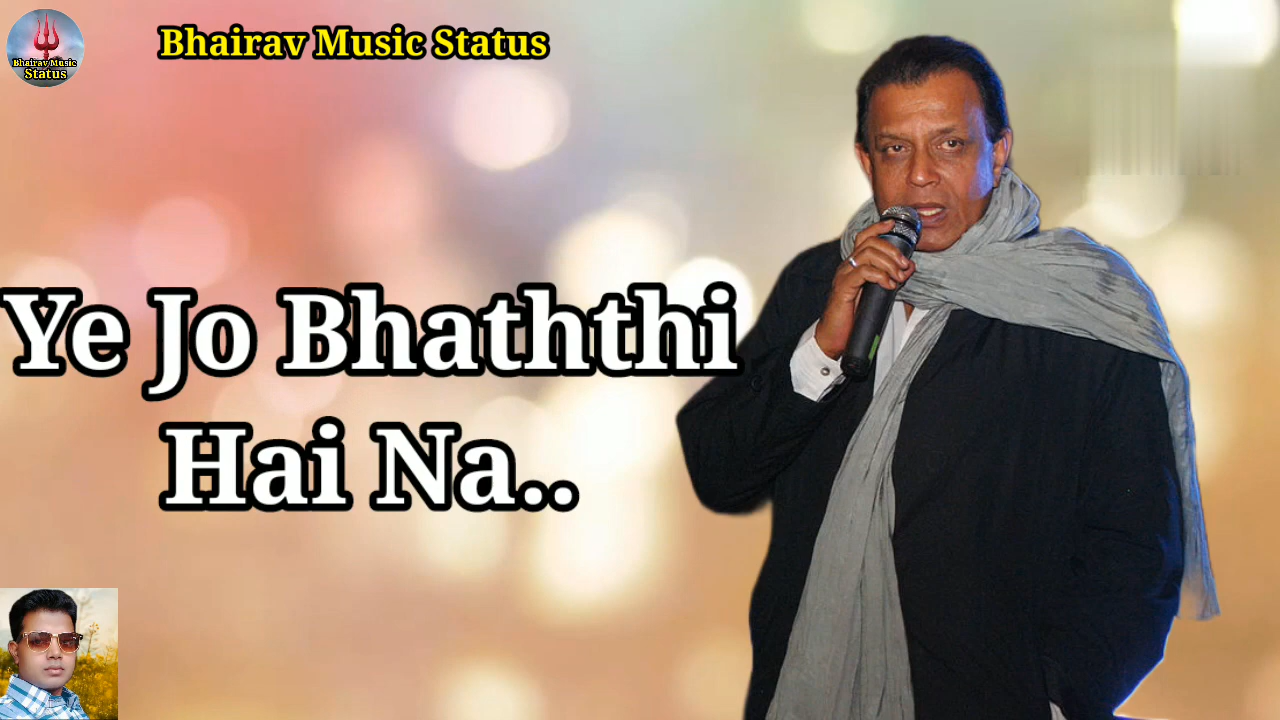 Bhairav Music Status
Bhairav Music
Status
Ye Jo Bhaththi
Hai Na..